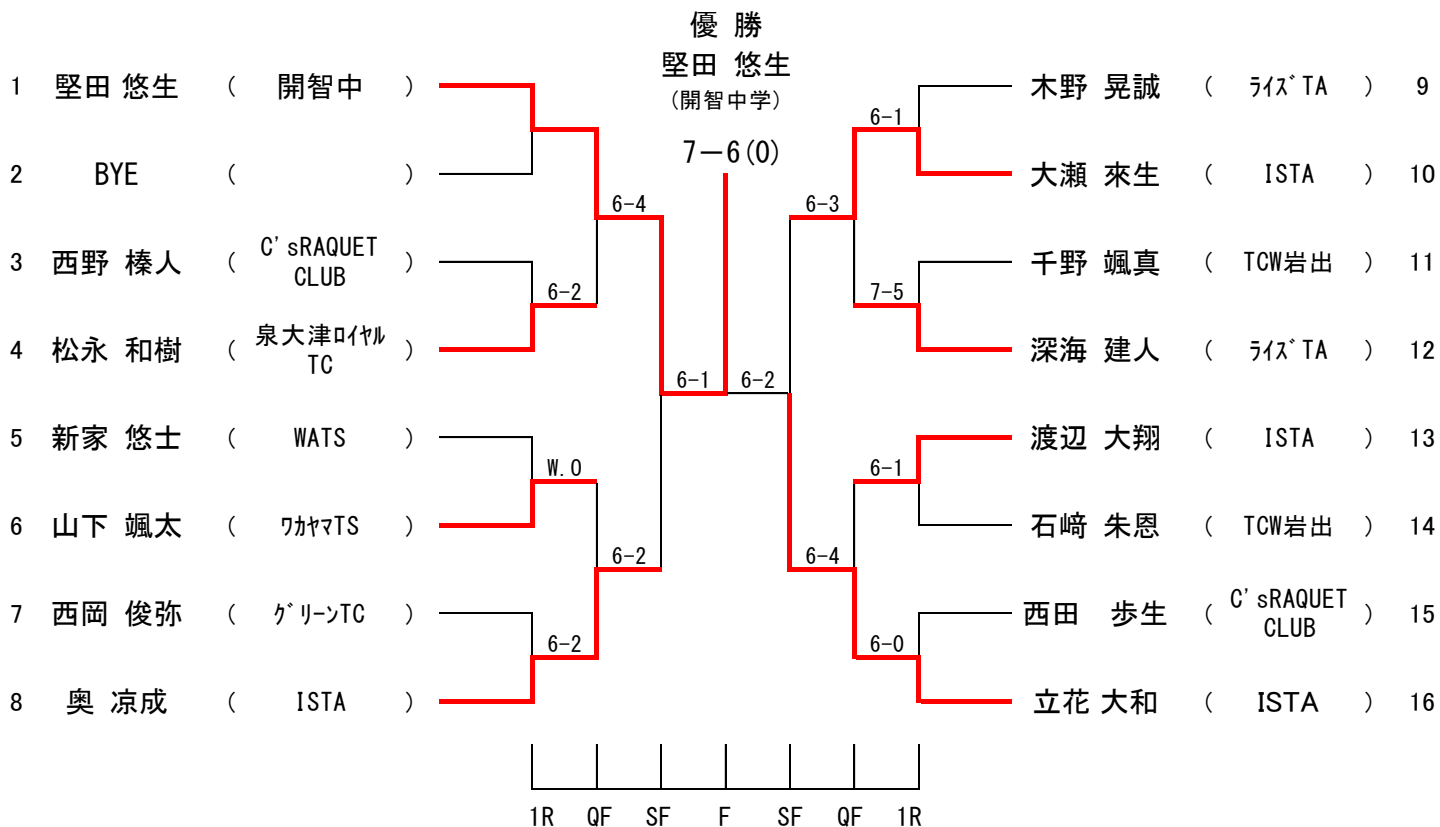 優 勝
堅田 悠生
(開智中学)
7－6(0)
1 堅田 悠生 ( 開智中 )
2 BYE ( )
3 西野 榛人 ( C'sRAQUET CLUB )
4 松永 和樹 ( 泉大津ﾛｲﾔﾙ TC )
5 新家 悠士 ( WATS )
6 山下 颯太 ( ﾜｶﾔﾏTS )
7 西岡 俊弥 ( ｸﾞﾘｰﾝTC )
8 奥 凉成 ( ISTA )
6-2
W.O
6-2
6-4
6-2
6-1
6-2
6-3
6-4
6-1
7-5
6-1
6-0
木野 晃誠 ( ﾗｲｽﾞTA ) 9
大瀬 來生 ( ISTA ) 10
千野 颯真 ( TCW岩出 ) 11
深海 建人 ( ﾗｲｽﾞTA ) 12
渡辺 大翔 ( ISTA ) 13
石﨑 朱恩 ( TCW岩出 ) 14
西田 歩生 ( C'sRAQUET CLUB ) 15
立花 大和 ( ISTA ) 16
1R QF SF F SF QF 1R